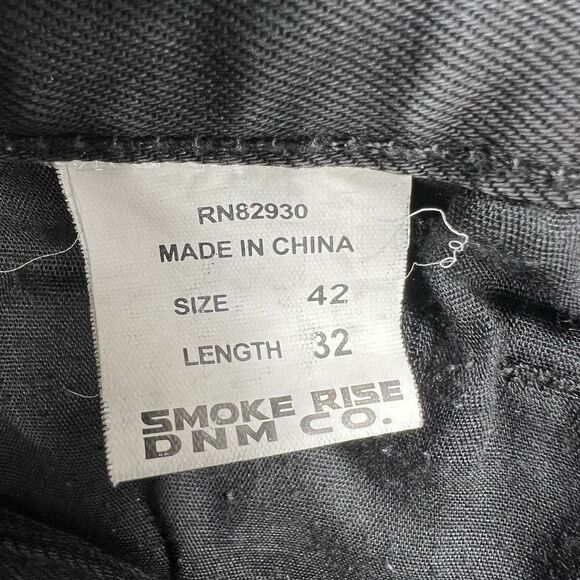 RN82930
MADE IN CHINA
SIZE 42
LENGTH 32
SMOKE RISE
DNM CO.